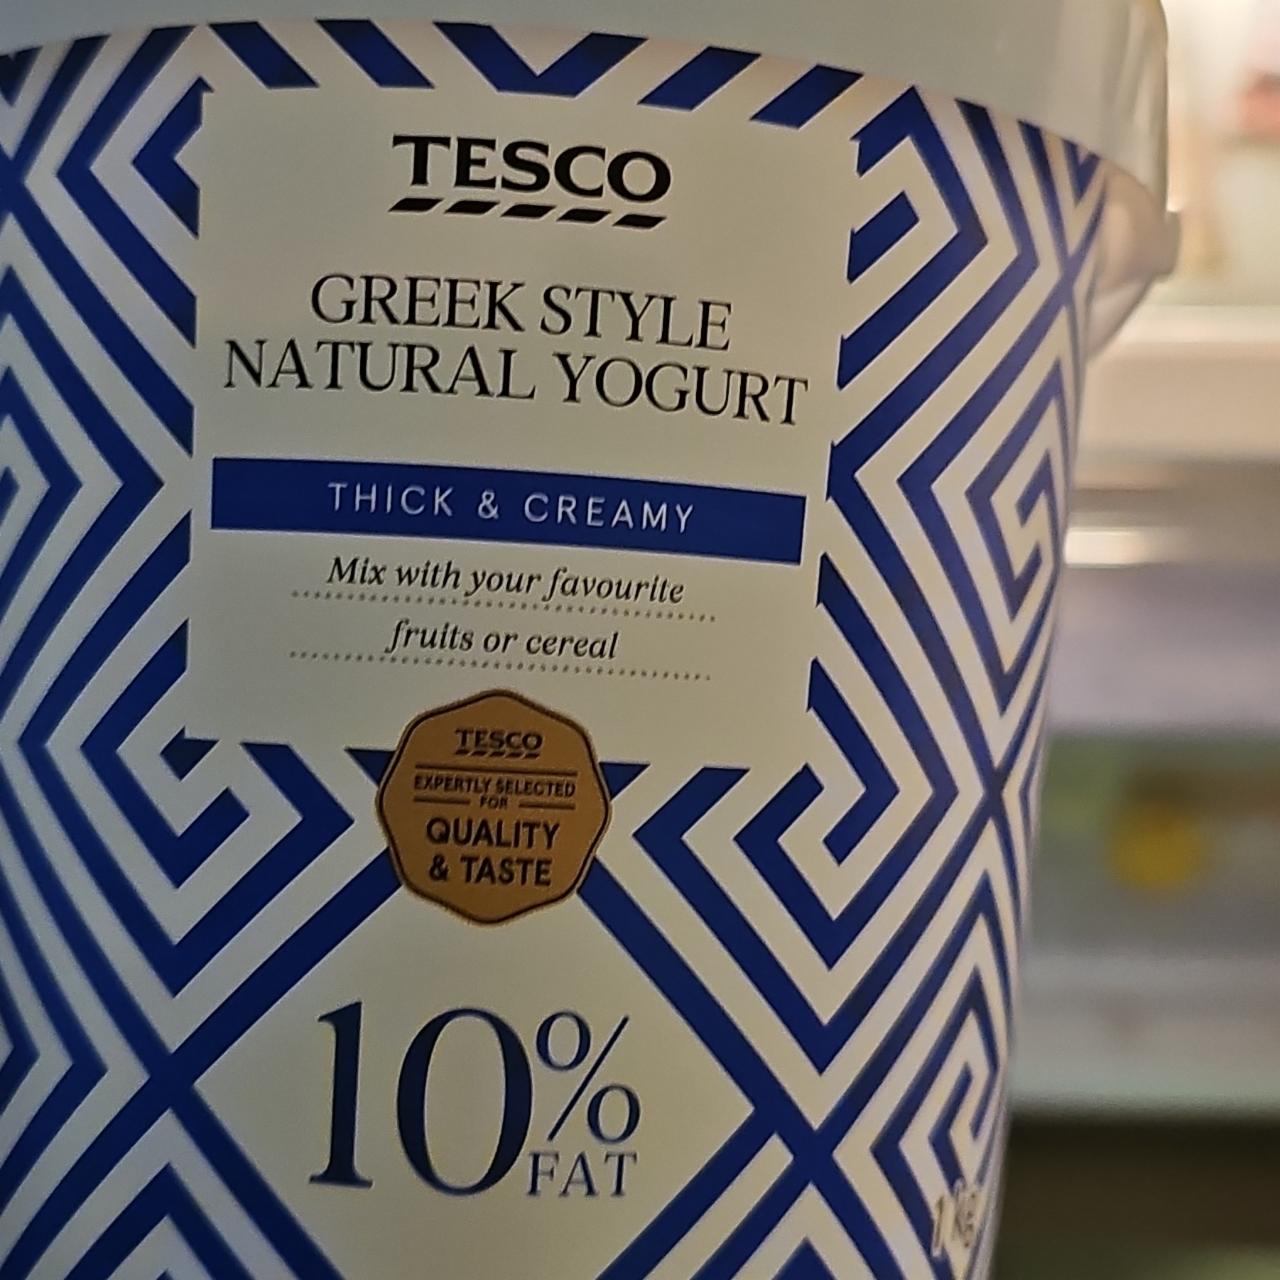 TESCO
GREEK STYLE
NATURAL YOGURT
THICK & CREAMY
Mix with your favourite
fruits or cereal
TESCO
EXPERTLY SELECTED
FOR
QUALITY
& TASTE
10%
FAT
1kg